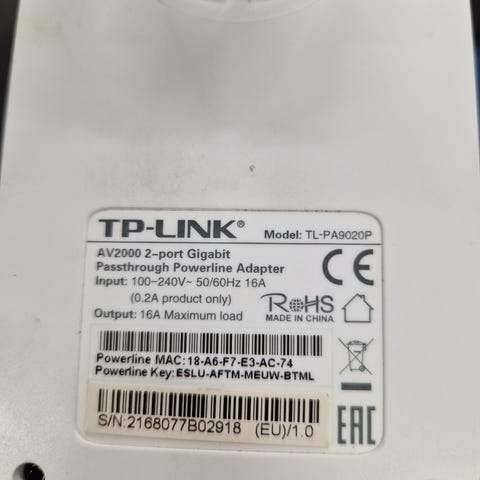 TP-LINK® Model: TL-PA9020P
AV2000 2-port Gigabit
Passthrough Powerline Adapter
Input: 100-240V~ 50/60Hz 16A
(0.2A product only)
Output: 16A Maximum load
CE
RoHS
MADE IN CHINA
Powerline MAC:18-A6-F7-E3-AC-74
Powerline Key:ESLU-AFTM-MEUW-BTML
S/N:2168077B02918 (EU)/1.0
EAC